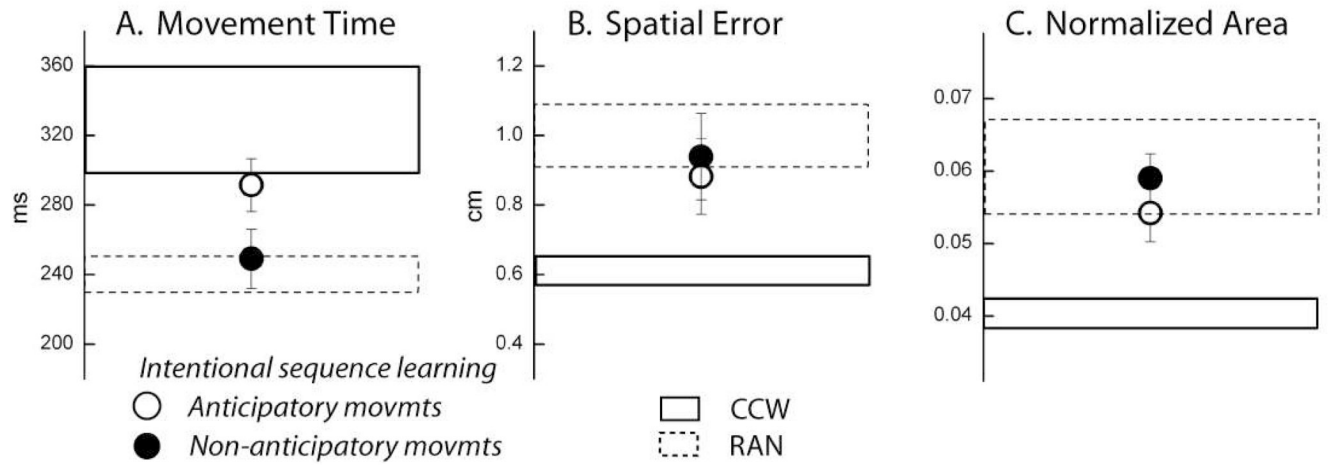 A. Movement Time
B. Spatial Error
C. Normalized Area
360
320
280
240
200
ms
1.2
1.0
0.8
0.6
0.4
cm
0.07
0.06
0.05
0.04
Intentional sequence learning
Anticipatory movmts
Non-anticipatory movmts
CCW
RAN